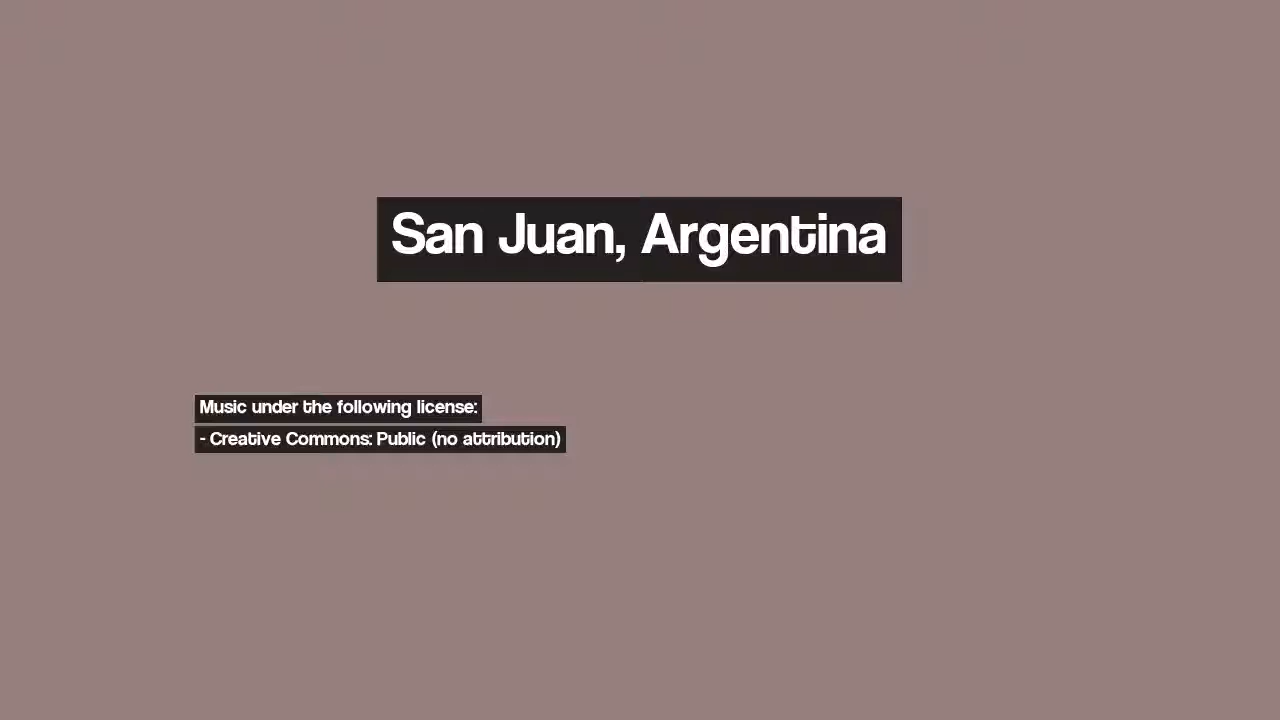 San Juan, Argentina
Music under the following license:
- Creative Commons: Public (no attribution)